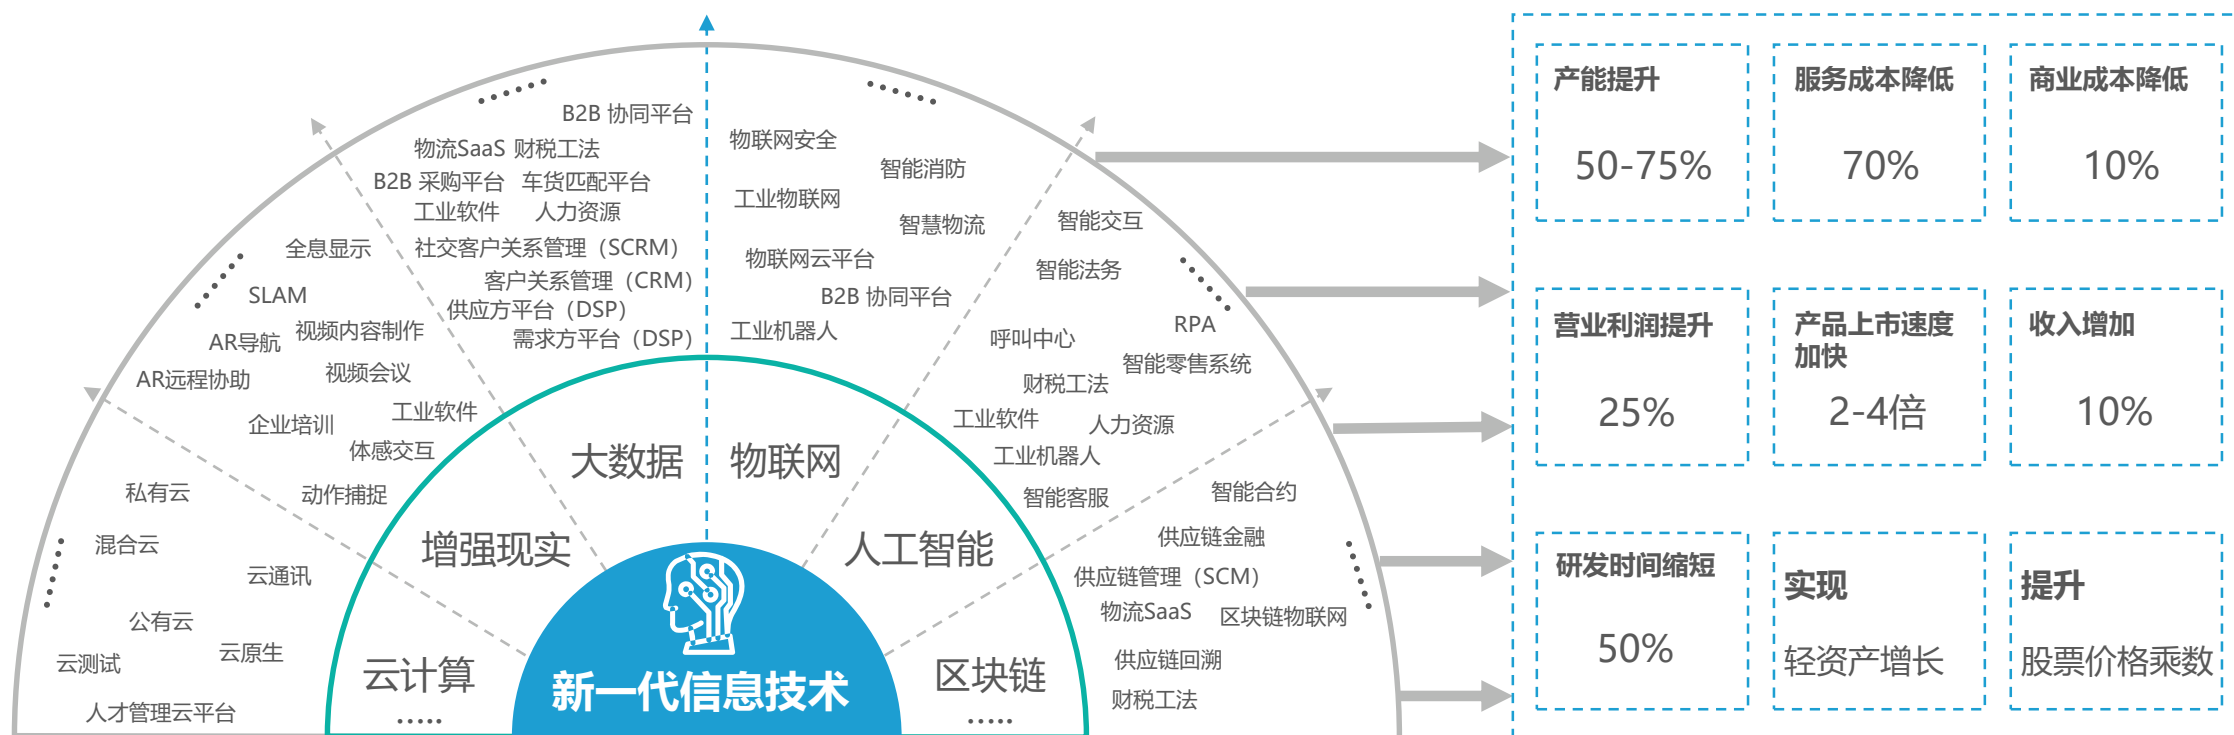 B2B 协同平台
物流SaaS 财税工法
B2B 采购平台 车货匹配平台
工业软件 人力资源
社交客户关系管理（SCRM）
客户关系管理（CRM）
供应方平台（DSP）
需求方平台（DSP）
物联网安全
智能消防
工业物联网
智慧物流
物联网云平台
B2B 协同平台
工业机器人
全息显示
SLAM
视频内容制作
AR导航
AR远程协助
视频会议
工业软件
企业培训
体感交互
动作捕捉
智能交互
智能法务
RPA
呼叫中心
智能零售系统
财税工法
工业软件
人力资源
工业机器人
智能客服
私有云
混合云
云通讯
公有云
云测试
云原生
人才管理云平台
智能合约
供应链金融
供应链管理（SCM）
物流SaaS
区块链物联网
供应链回溯
财税工法
大数据
物联网
增强现实
人工智能
云计算
.....
区块链
.....
新一代信息技术
产能提升
50-75%
服务成本降低
70%
商业成本降低
10%
营业利润提升
25%
产品上市速度
加快
2-4倍
收入增加
10%
研发时间缩短
50%
实现
轻资产增长
提升
股票价格乘数